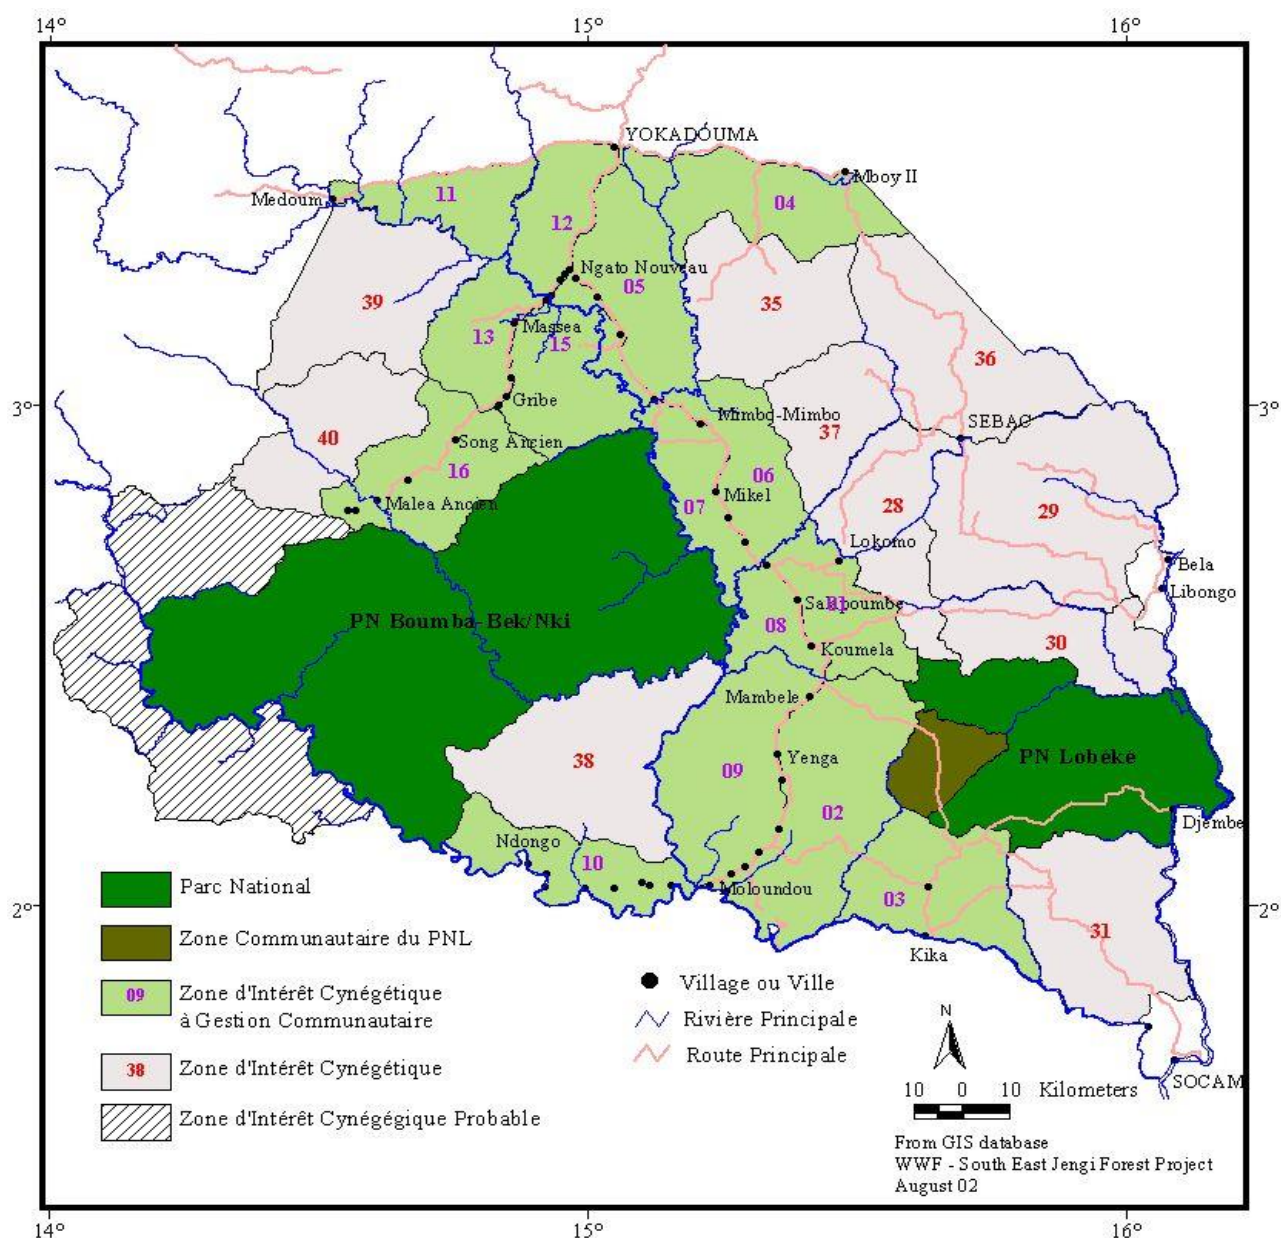 14° 15° 16°
YOKADOUMA
Mboy II
Medoum
11
04
12
Ngato Nouveau
05
39
35
Massea
13
15
36
3° 3°
Gribe
Mimbo-Mimbo
SEBAC
37
40
Song Ancien
16
06
Mikel
07
Malea Ancien
28
29
Lokomo
Bela
Libongo
01
08
PN Boumba-Bek/Nki
30
Koumela
Mambele
PN Lobéké
38
Yenga
09
02
Djembe
Ndongo
10
Moloundou
03
2° 2°
31
Kika
SOCAM
Parc National
Zone Communautaire du PNL
09 Zone d'Intérêt Cynégétique
à Gestion Communautaire
38 Zone d'Intérêt Cynégétique
Zone d'Intérêt Cynégégique Probable
Village ou Ville
Rivière Principale
Route Principale
N
10 0 10 Kilometers
From GIS database
WWF - South East Jengi Forest Project
August 02
14° 15° 16°